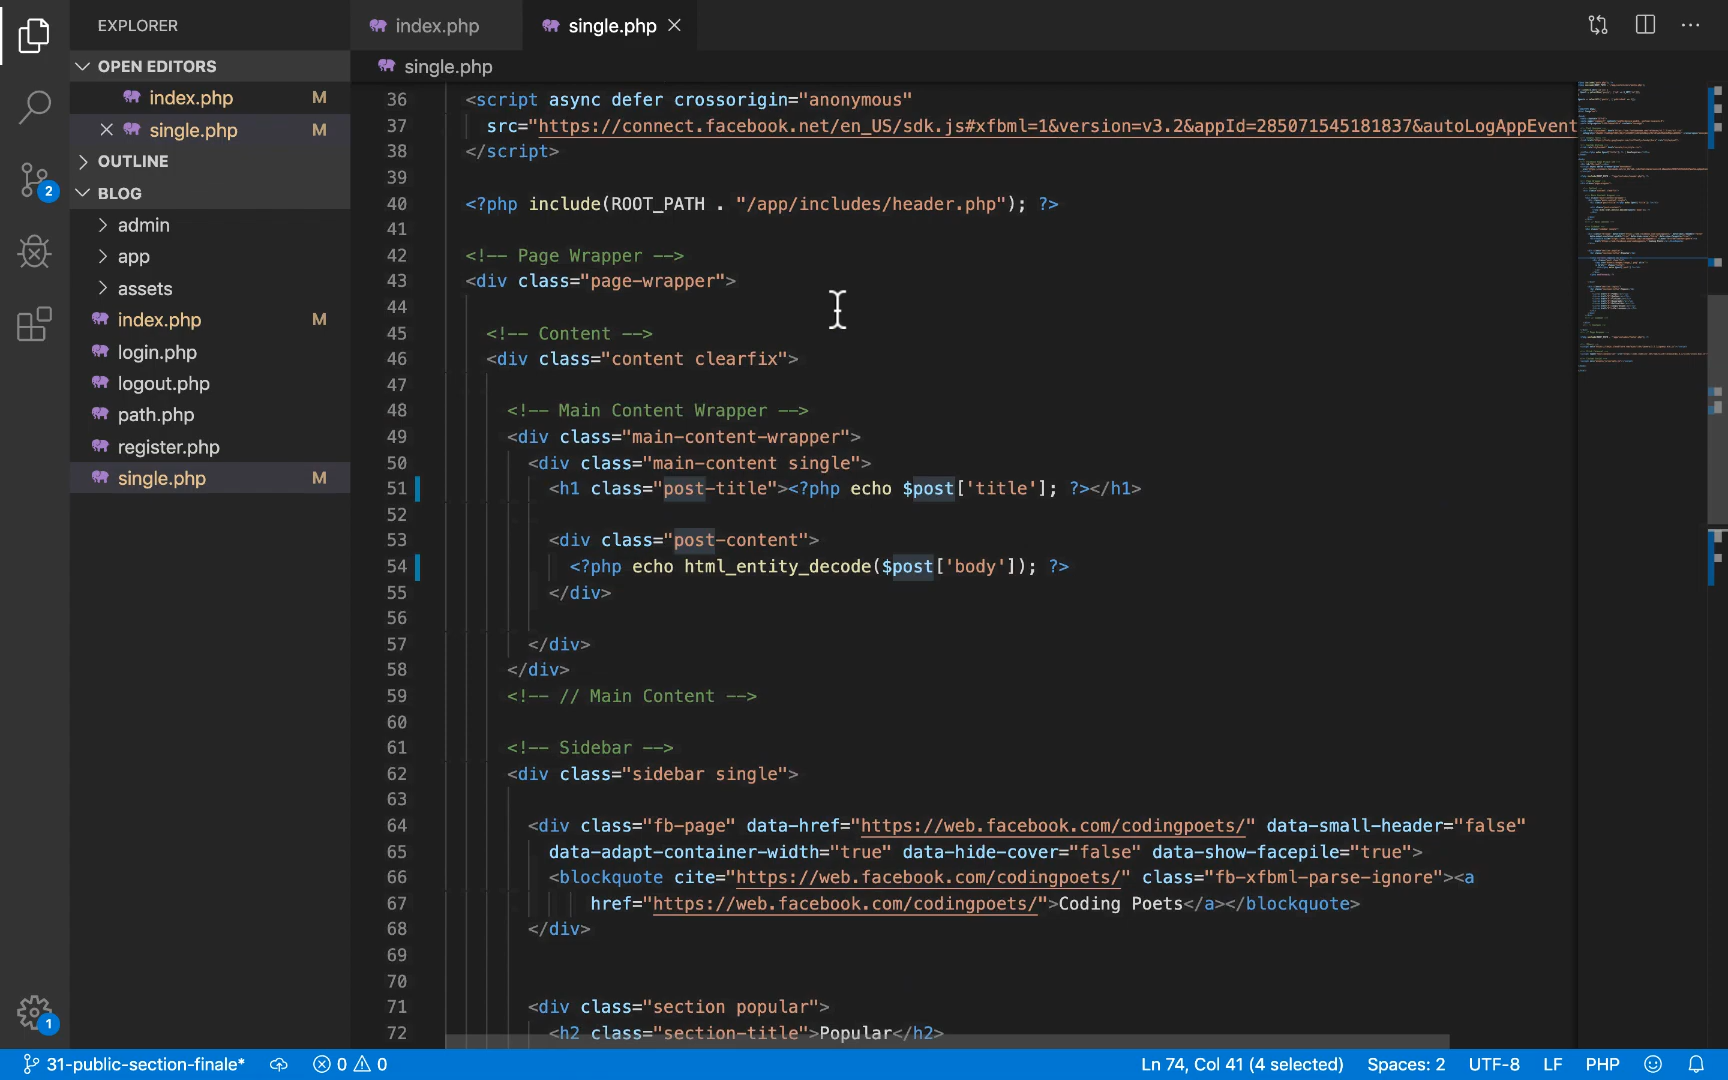 EXPLORER
OPEN EDITORS
index.php M
single.php M
OUTLINE
BLOG
admin
app
assets
index.php M
login.php
logout.php
path.php
register.php
single.php M
2
1
index.php
single.php
single.php
36 <script async defer crossorigin="anonymous"
37 src="https://connect.facebook.net/en_US/sdk.js#xfbml=1&version=v3.2&appId=285071545181837&autoLogAppEvent
38 </script>
39
40 <?php include(ROOT_PATH . "/app/includes/header.php"); ?>
41
42 <!-- Page Wrapper -->
43 <div class="page-wrapper">
44
45 <!-- Content -->
46 <div class="content clearfix">
47
48 <!-- Main Content Wrapper -->
49 <div class="main-content-wrapper">
50 <div class="main-content single">
51 <h1 class="post-title"><?php echo $post['title']; ?></h1>
52
53 <div class="post-content">
54 <?php echo html_entity_decode($post['body']); ?>
55 </div>
56
57 </div>
58 </div>
59 <!-- // Main Content -->
60
61 <!-- Sidebar -->
62 <div class="sidebar single">
63
64 <div class="fb-page" data-href="https://web.facebook.com/codingpoets/" data-small-header="false"
65 data-adapt-container-width="true" data-hide-cover="false" data-show-facepile="true">
66 <blockquote cite="https://web.facebook.com/codingpoets/" class="fb-xfbml-parse-ignore"><a
67 href="https://web.facebook.com/codingpoets/">Coding Poets</a></blockquote>
68 </div>
69
70
71 <div class="section popular">
72 <h2 class="section-title">Popular</h2>
31-public-section-finale* 0 0 Ln 74, Col 41 (4 selected) Spaces: 2 UTF-8 LF PHP